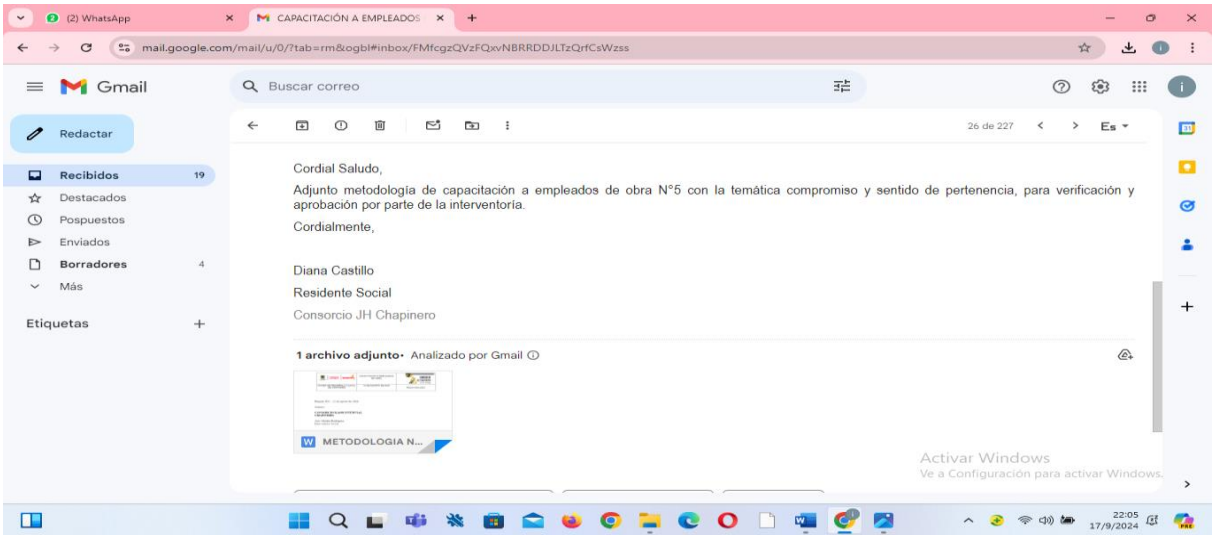 (2) WhatsApp
CAPACITACIÓN A EMPLEADOS
mail.google.com/mail/u/0/?tab=rm&ogbl#inbox/FMfcgzQVzFQxvNBRRDDJLTzQrfCsWzss
Gmail
Buscar correo
Redactar
26 de 227
Es
Recibidos 19
Destacados
Pospuestos
Enviados
Borradores 4
Más
Etiquetas
Cordial Saludo,
Adjunto metodología de capacitación a empleados de obra N°5 con la temática compromiso y sentido de pertenencia, para verificación y
aprobación por parte de la interventoría.
Cordialmente,
Diana Castillo
Residente Social
Consorcio JH Chapinero
1 archivo adjunto• Analizado por Gmail
METODOLOGIA N...
Activar Windows
Ve a Configuración para activar Windows.
22:05
17/9/2024